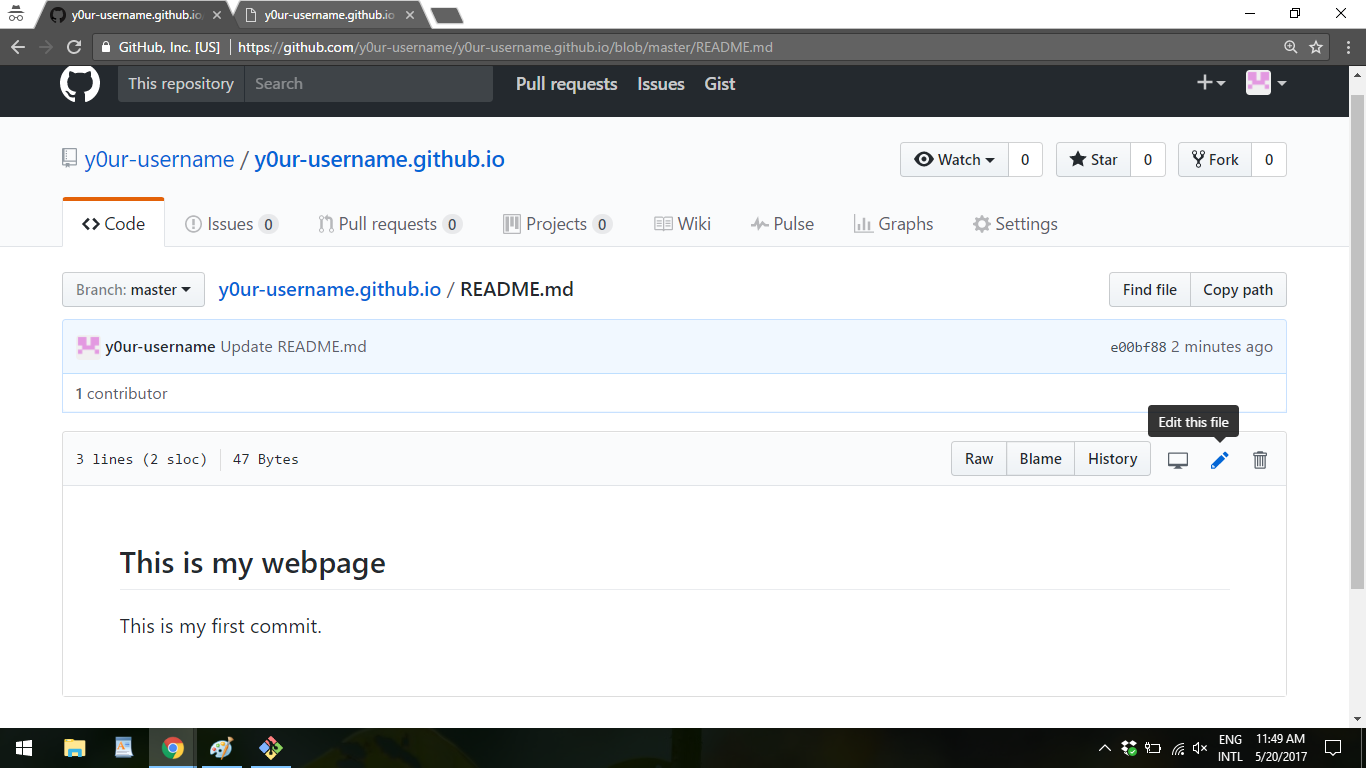 y0ur-username.github.io/ y0ur-username.github.io
GitHub, Inc. [US] https://github.com/y0ur-username/y0ur-username.github.io/blob/master/README.md
This repository Search Pull requests Issues Gist
y0ur-username / y0ur-username.github.io Watch 0 Star 0 Fork 0
Code Issues 0 Pull requests 0 Projects 0 Wiki Pulse Graphs Settings
Branch: master y0ur-username.github.io / README.md Find file Copy path
y0ur-username Update README.md e00bf88 2 minutes ago
1 contributor
Edit this file
3 lines (2 sloc) 47 Bytes Raw Blame History
This is my webpage
This is my first commit.
ENG 11:49 AM
INTL 5/20/2017